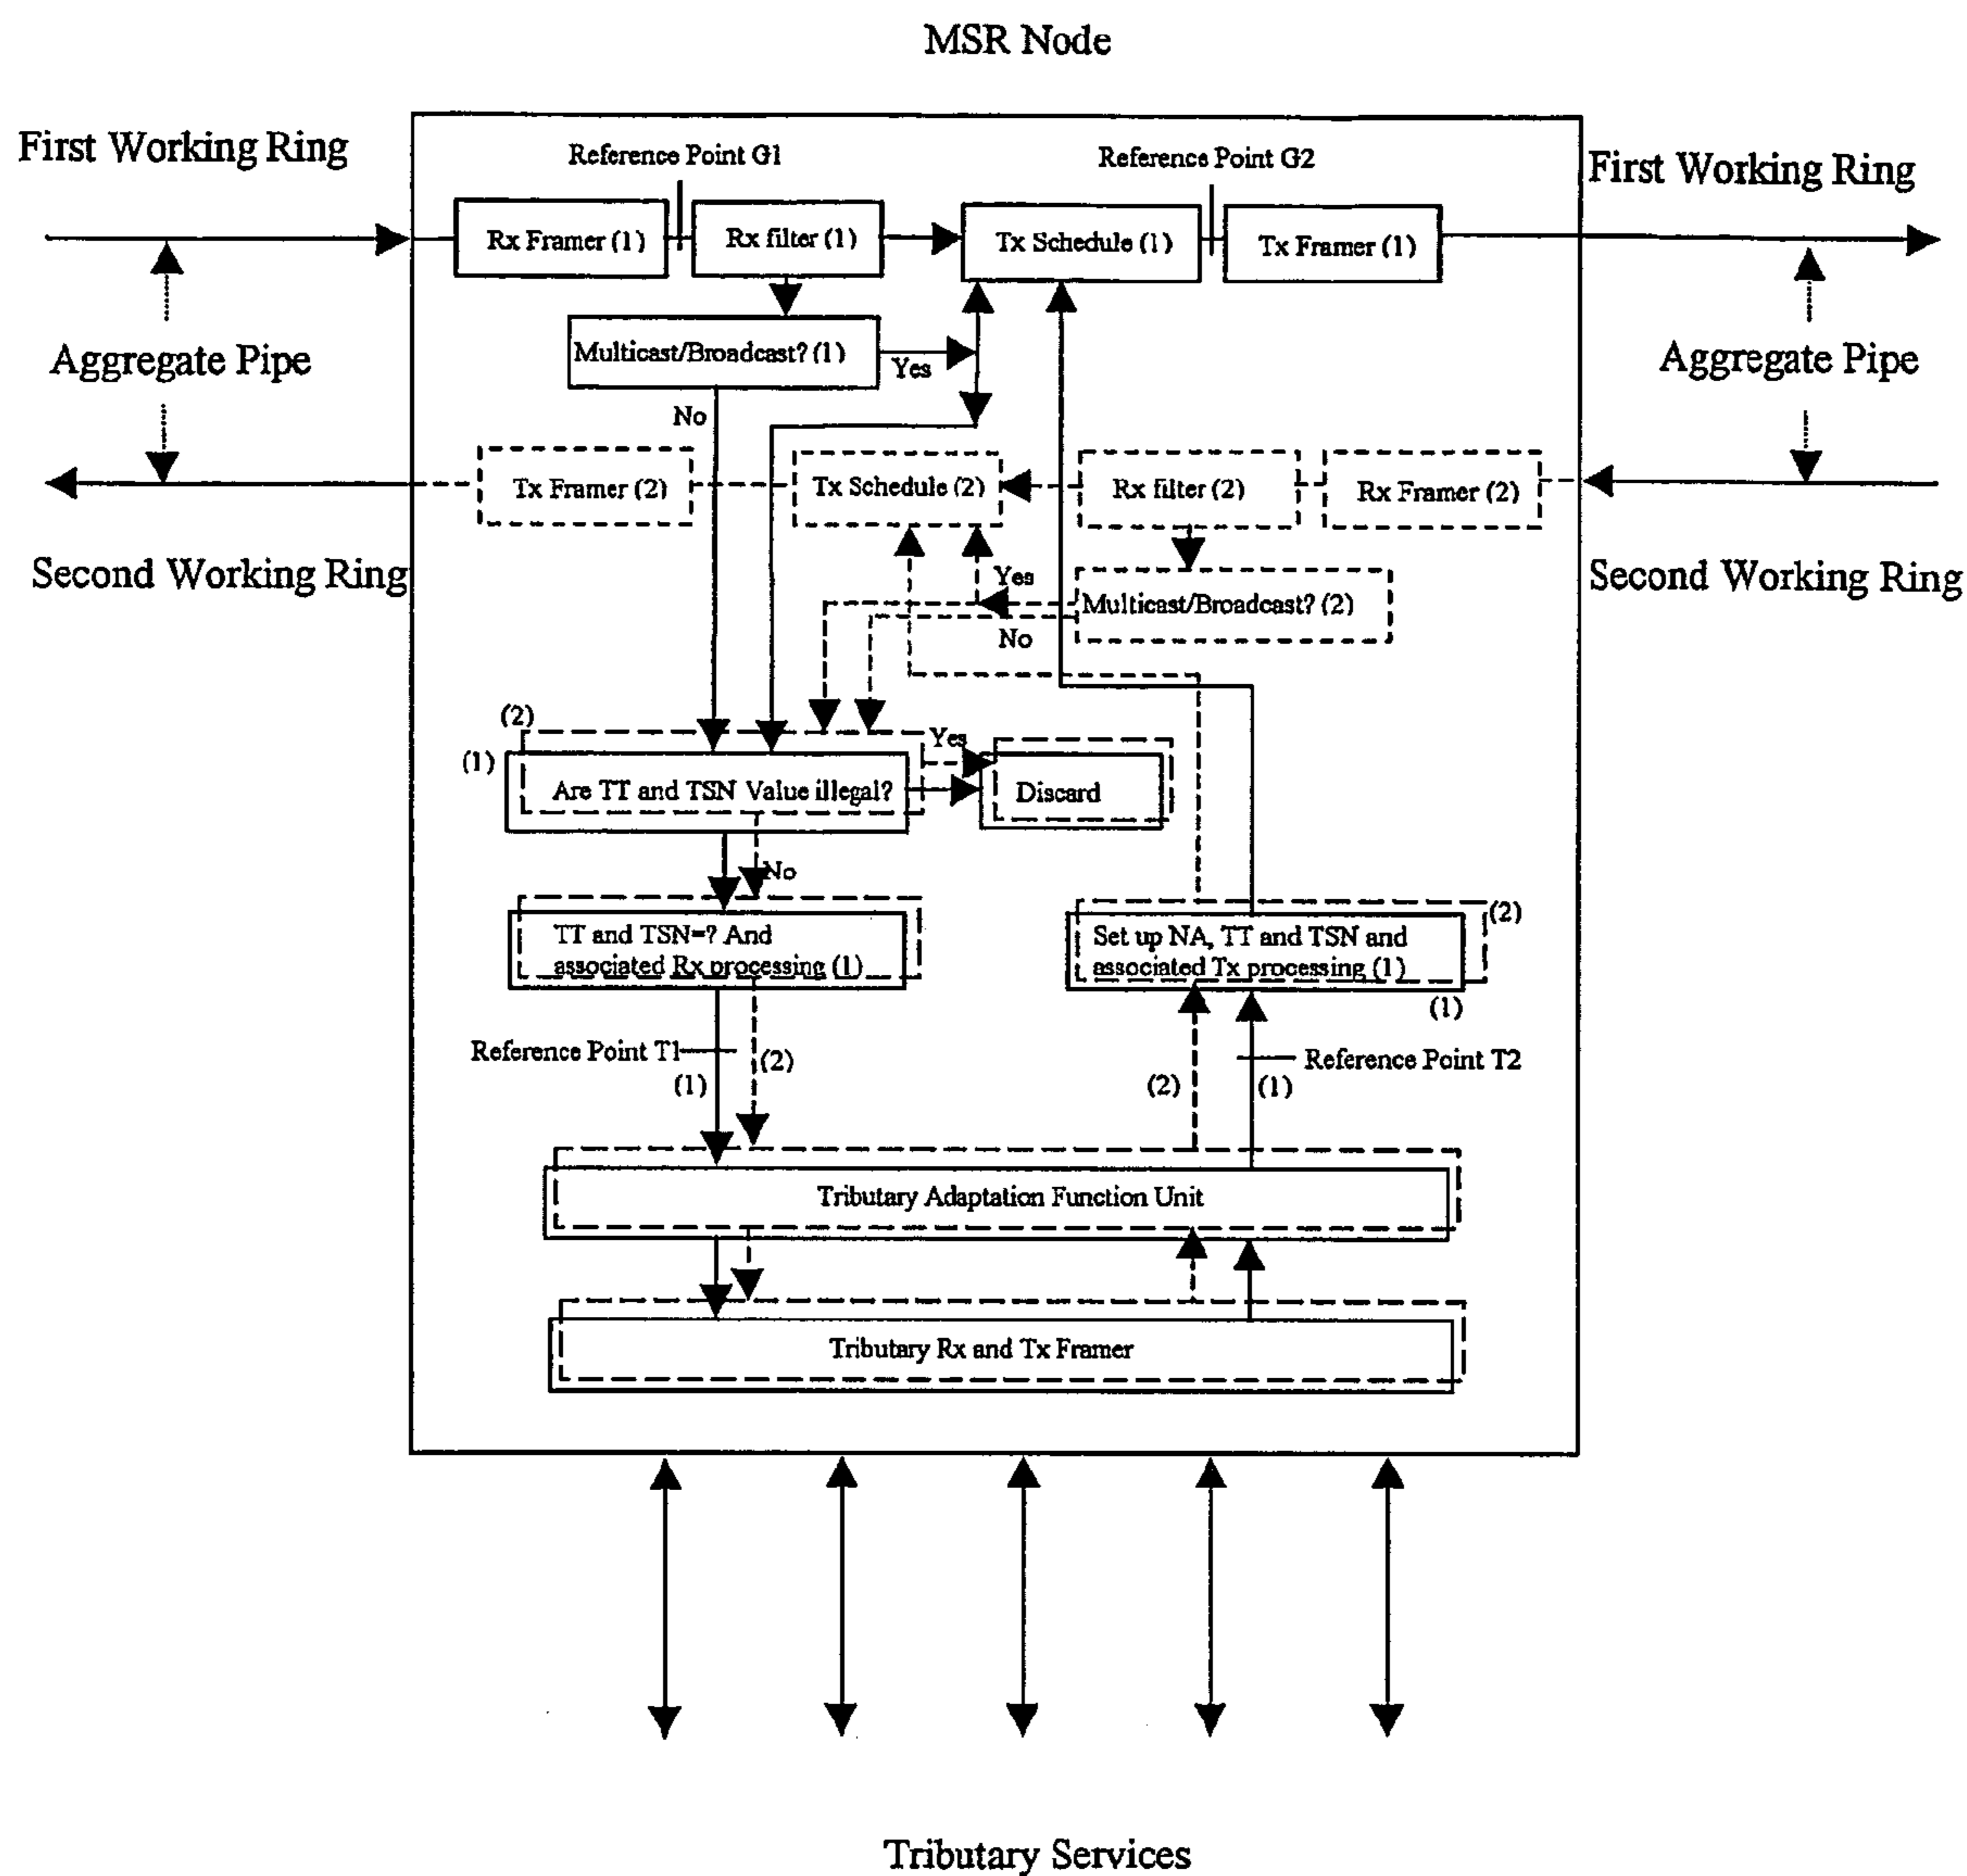 MSR Node
First Working Ring
Reference Point G1
Reference Point G2
First Working Ring
Rx Framer (1)
Rx filter (1)
Tx Schedule (1)
Tx Framer (1)
Aggregate Pipe
Multicast/Broadcast? (1)
Yes
Aggregate Pipe
No
Tx Framer (2)
Tx Schedule (2)
Rx filter (2)
Rx Framer (2)
Second Working Ring
Yes
Second Working Ring
Multicast/Broadcast? (2)
No
(2)
Yes
(1)
Are TT and TSN Value illegal?
Discard
No
(2)
TT and TSN=? And
associated Rx processing (1)
Set up NA, TT and TSN and
associated Tx processing (1)
(1)
Reference Point T1
(2)
Reference Point T2
(1)
(2)
(1)
Tributary Adaptation Function Unit
Tributary Rx and Tx Framer
Tributary Services